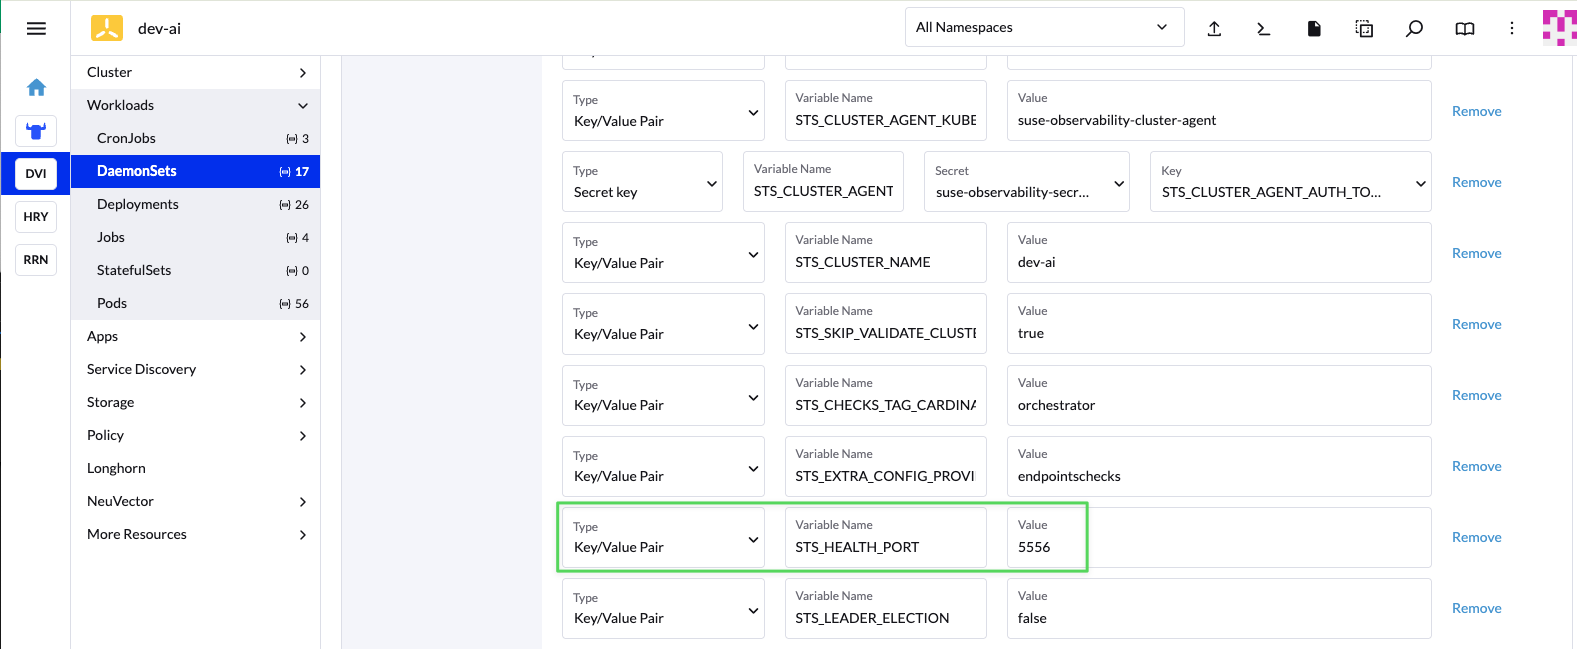 dev-ai
All Namespaces
DVI
HRY
RRN
Cluster
Workloads
CronJobs 3
DaemonSets 17
Deployments 26
Jobs 4
StatefulSets 0
Pods 56
Apps
Service Discovery
Storage
Policy
Longhorn
NeuVector
More Resources
Type
Key/Value Pair
Variable Name
STS_CLUSTER_AGENT_KUBE
Value
suse-observability-cluster-agent
Remove
Type
Secret key
Variable Name
STS_CLUSTER_AGENT
Secret
suse-observability-secr...
Key
STS_CLUSTER_AGENT_AUTH_TO...
Remove
Type
Key/Value Pair
Variable Name
STS_CLUSTER_NAME
Value
dev-ai
Remove
Type
Key/Value Pair
Variable Name
STS_SKIP_VALIDATE_CLUSTE
Value
true
Remove
Type
Key/Value Pair
Variable Name
STS_CHECKS_TAG_CARDINA
Value
orchestrator
Remove
Type
Key/Value Pair
Variable Name
STS_EXTRA_CONFIG_PROVI
Value
endpointschecks
Remove
Type
Key/Value Pair
Variable Name
STS_HEALTH_PORT
Value
5556
Remove
Type
Key/Value Pair
Variable Name
STS_LEADER_ELECTION
Value
false
Remove